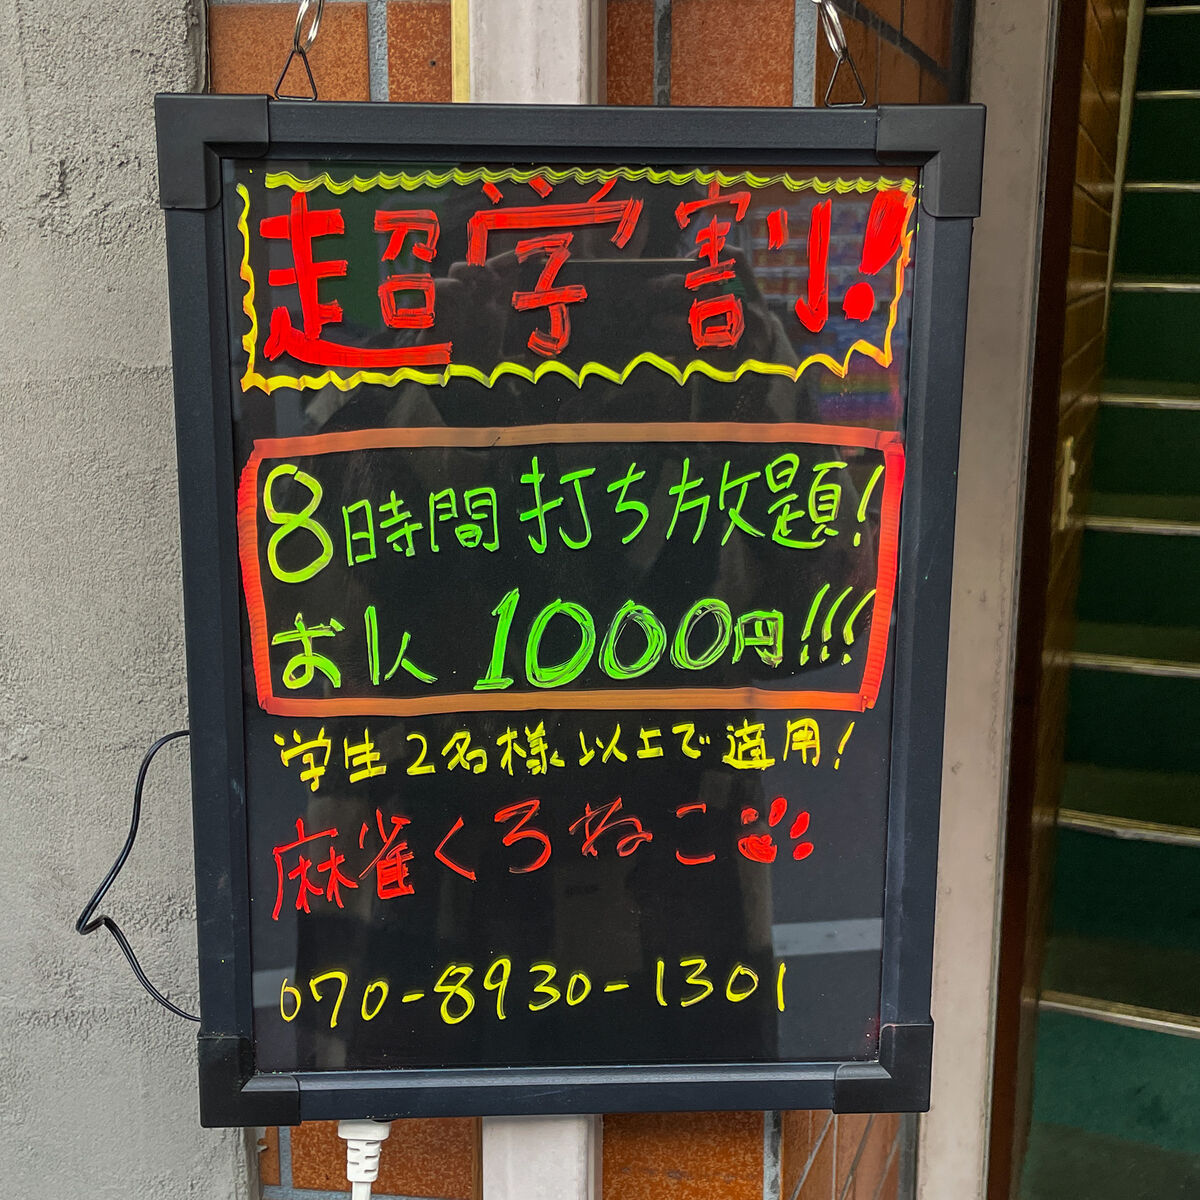 超学割!
8時間打ち放題!
お1人 1000円!!!
学生2名様以上で適用!
麻雀くろねこ
070-8930-1301